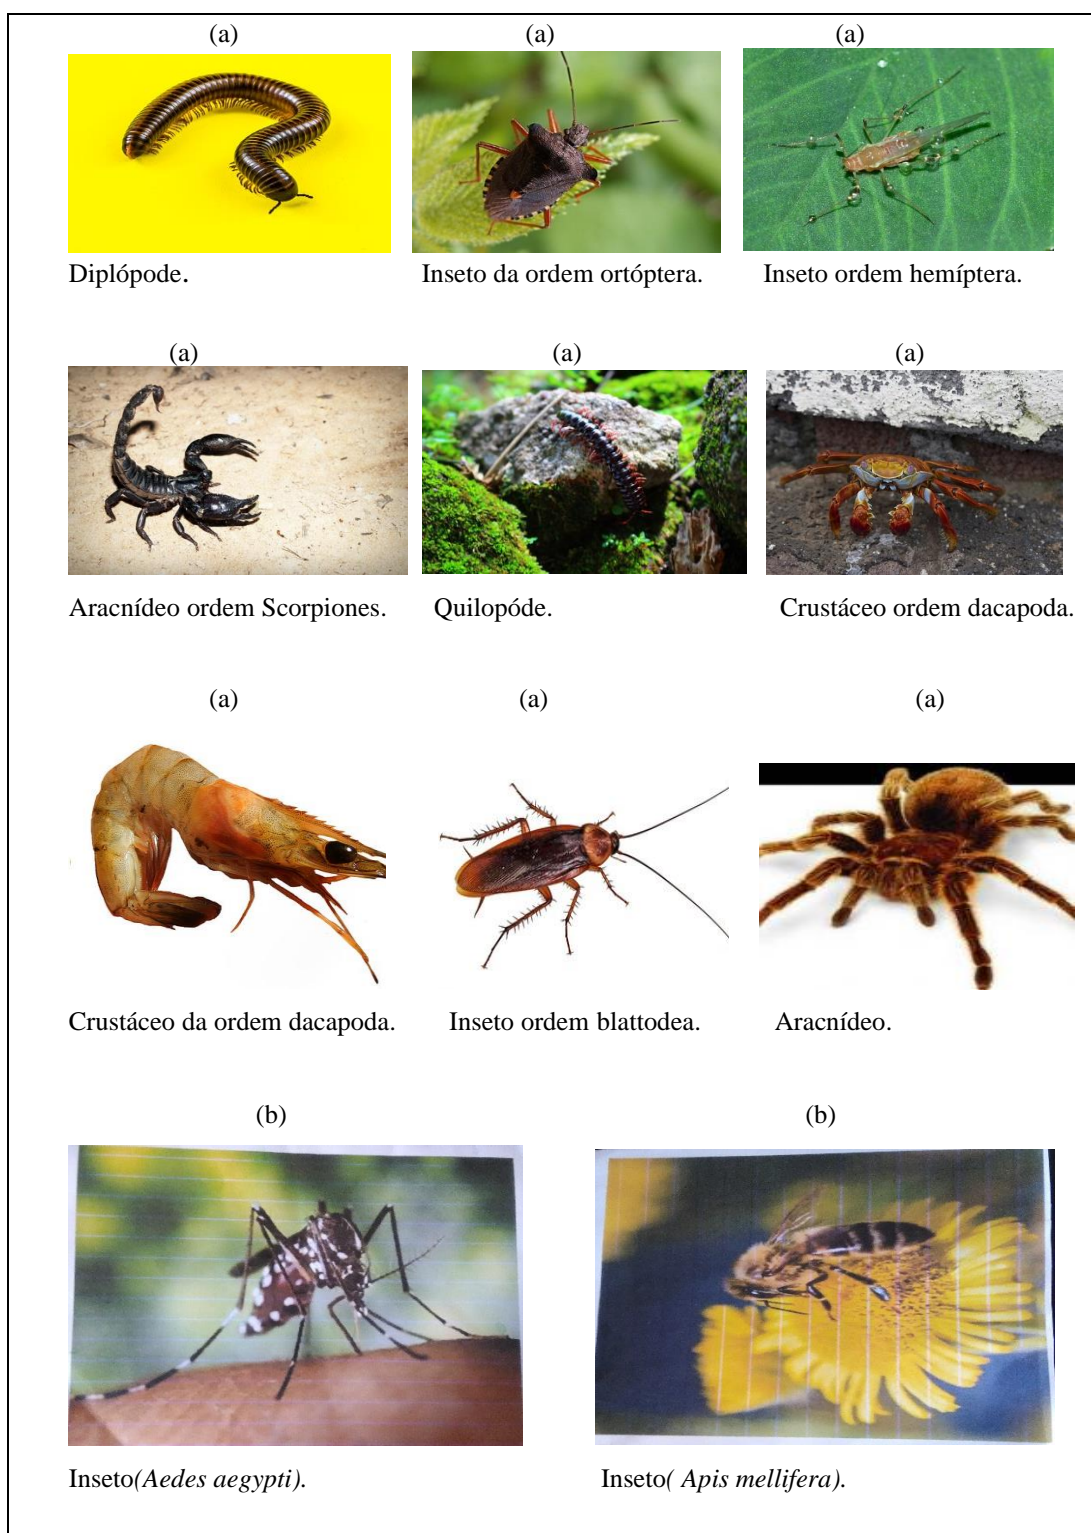 (a) (a) (a)
Diplópode. Inseto da ordem ortóptera. Inseto ordem hemíptera.
(a) (a) (a)
Aracnídeo ordem Scorpiones. Quilopóde. Crustáceo ordem dacapoda.
(a) (a) (a)
Crustáceo da ordem dacapoda. Inseto ordem blattodea. Aracnídeo.
(b) (b)
Inseto(Aedes aegypti). Inseto( Apis mellifera).